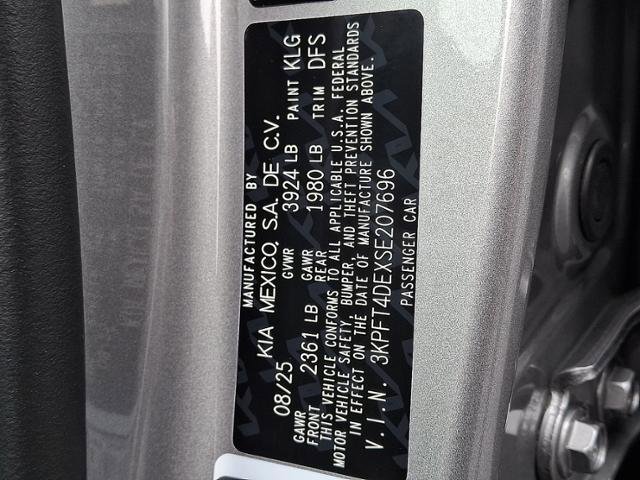 MANUFACTURED BY
08/25 KIA MEXICO, S.A. DE C.V.
GVWR 3924 LB PAINT KLG
GAWR FRONT 2361 LB GAWR REAR 1980 LB TRIM DFS
THIS VEHICLE CONFORMS TO ALL APPLICABLE U.S.A. FEDERAL
MOTOR VEHICLE SAFETY, BUMPER, AND THEFT PREVENTION STANDARDS
IN EFFECT ON THE DATE OF MANUFACTURE SHOWN ABOVE.
V.I.N. 3KPFT4DEXSE207696
PASSENGER CAR